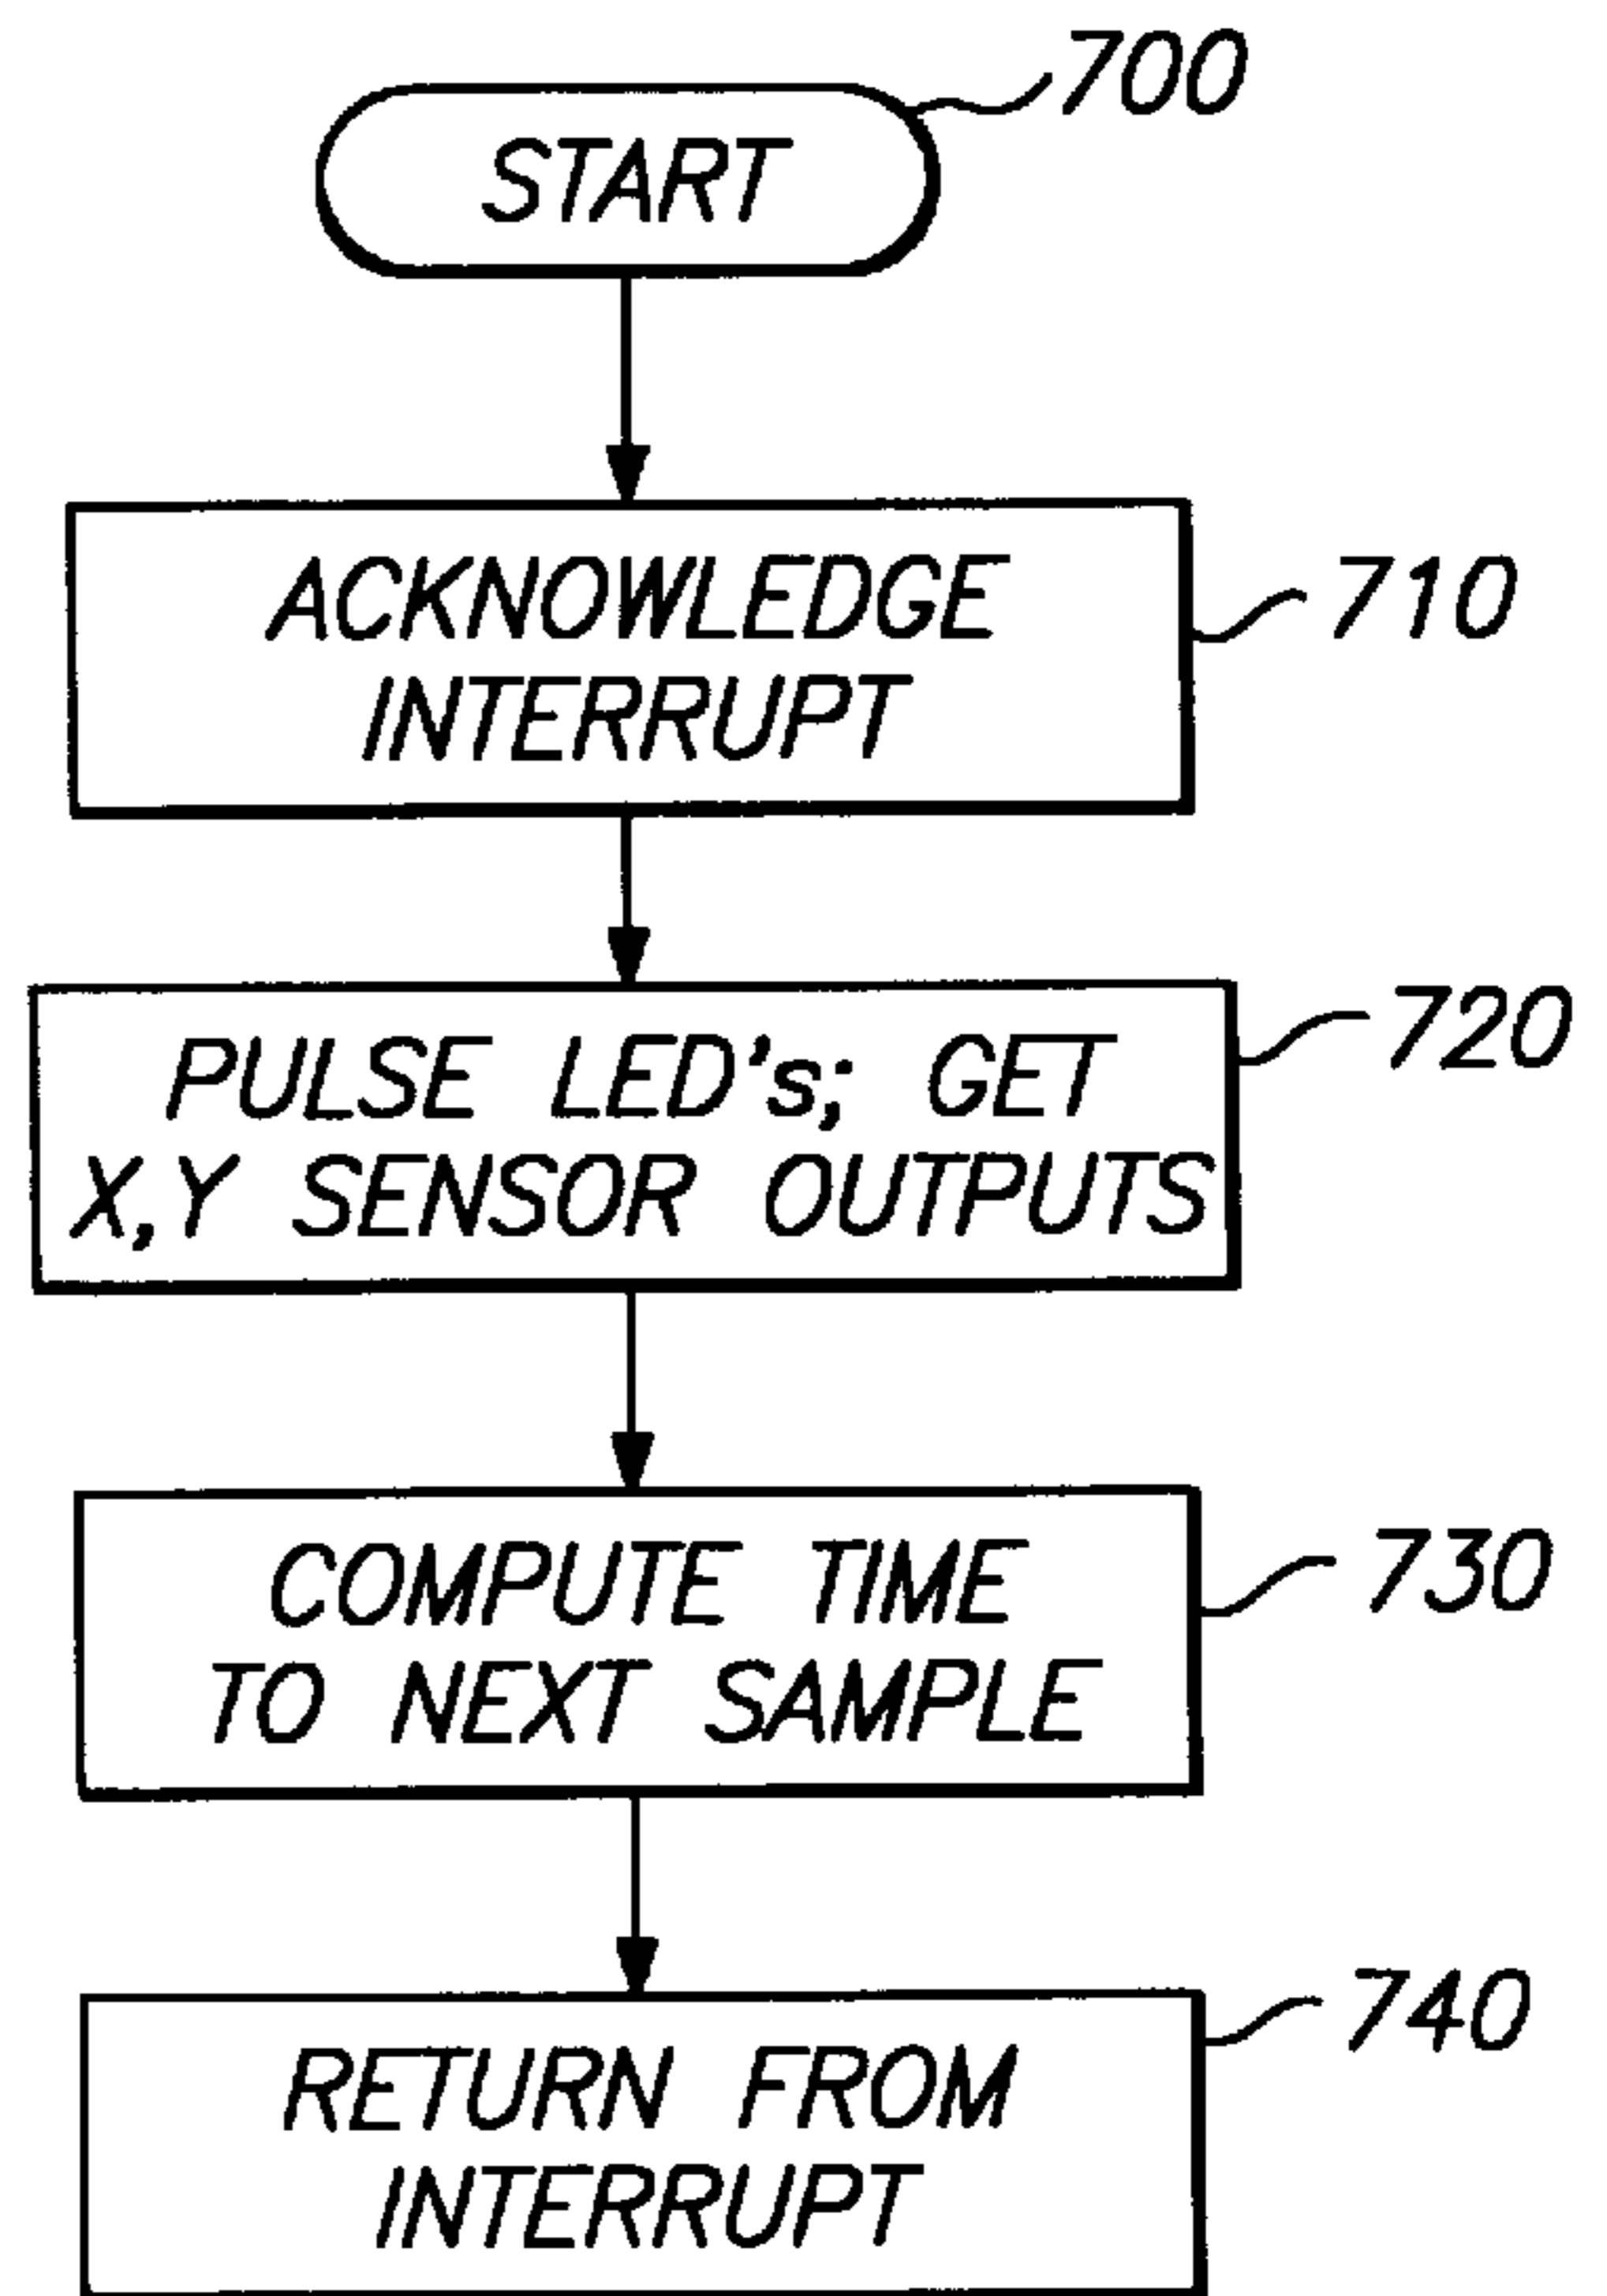 700
START
ACKNOWLEDGE
INTERRUPT
710
PULSE LED's; GET
X,Y SENSOR OUTPUTS
720
COMPUTE TIME
TO NEXT SAMPLE
730
RETURN FROM
INTERRUPT
740